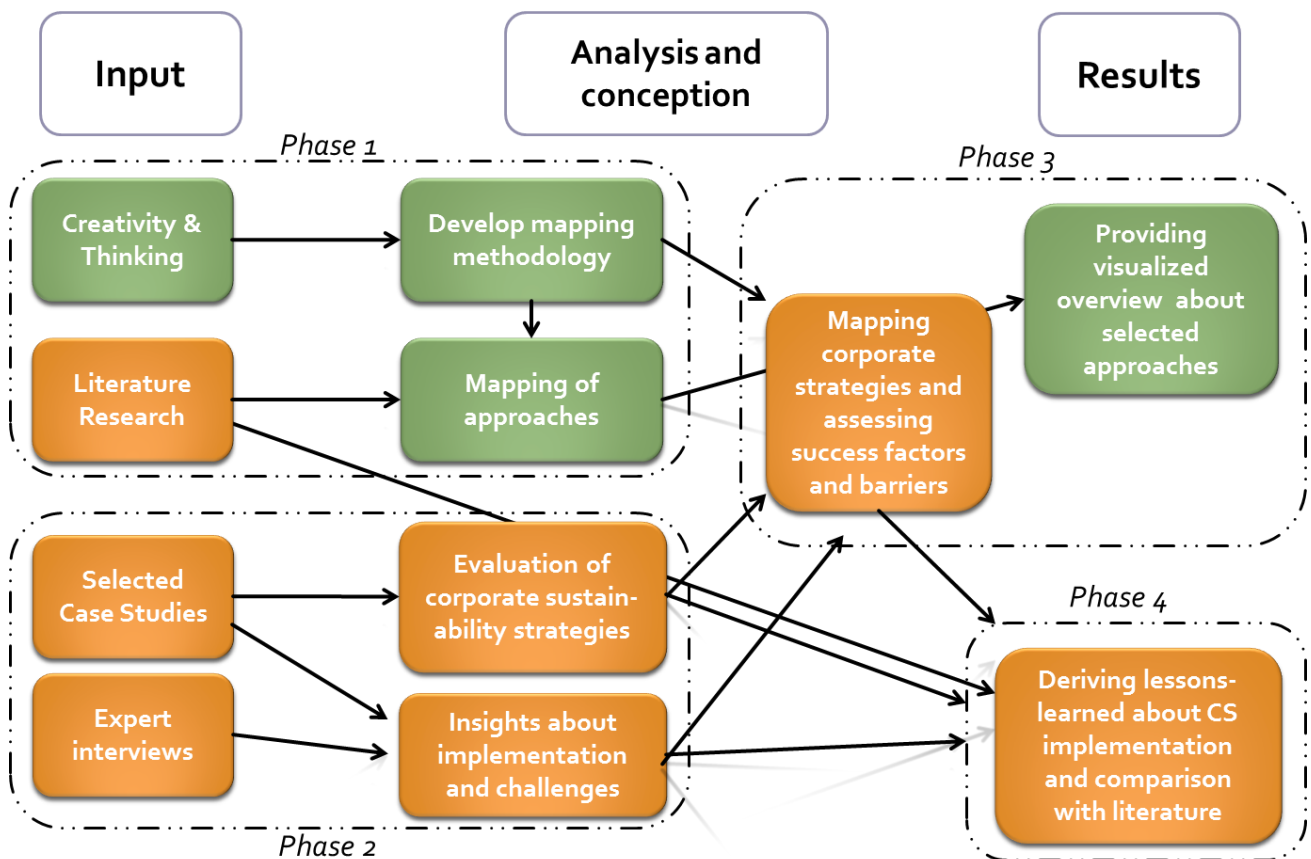 Input
Analysis and
conception
Results
Phase 1
Creativity &
Thinking
Develop mapping
methodology
Literature
Research
Mapping of
approaches
Phase 3
Mapping
corporate
strategies and
assessing
success factors
and barriers
Providing
visualized
overview about
selected
approaches
Selected
Case Studies
Evaluation of
corporate sustain-
ability strategies
Expert
interviews
Insights about
implementation
and challenges
Phase 2
Phase 4
Deriving lessons-
learned about CS
implementation
and comparison
with literature